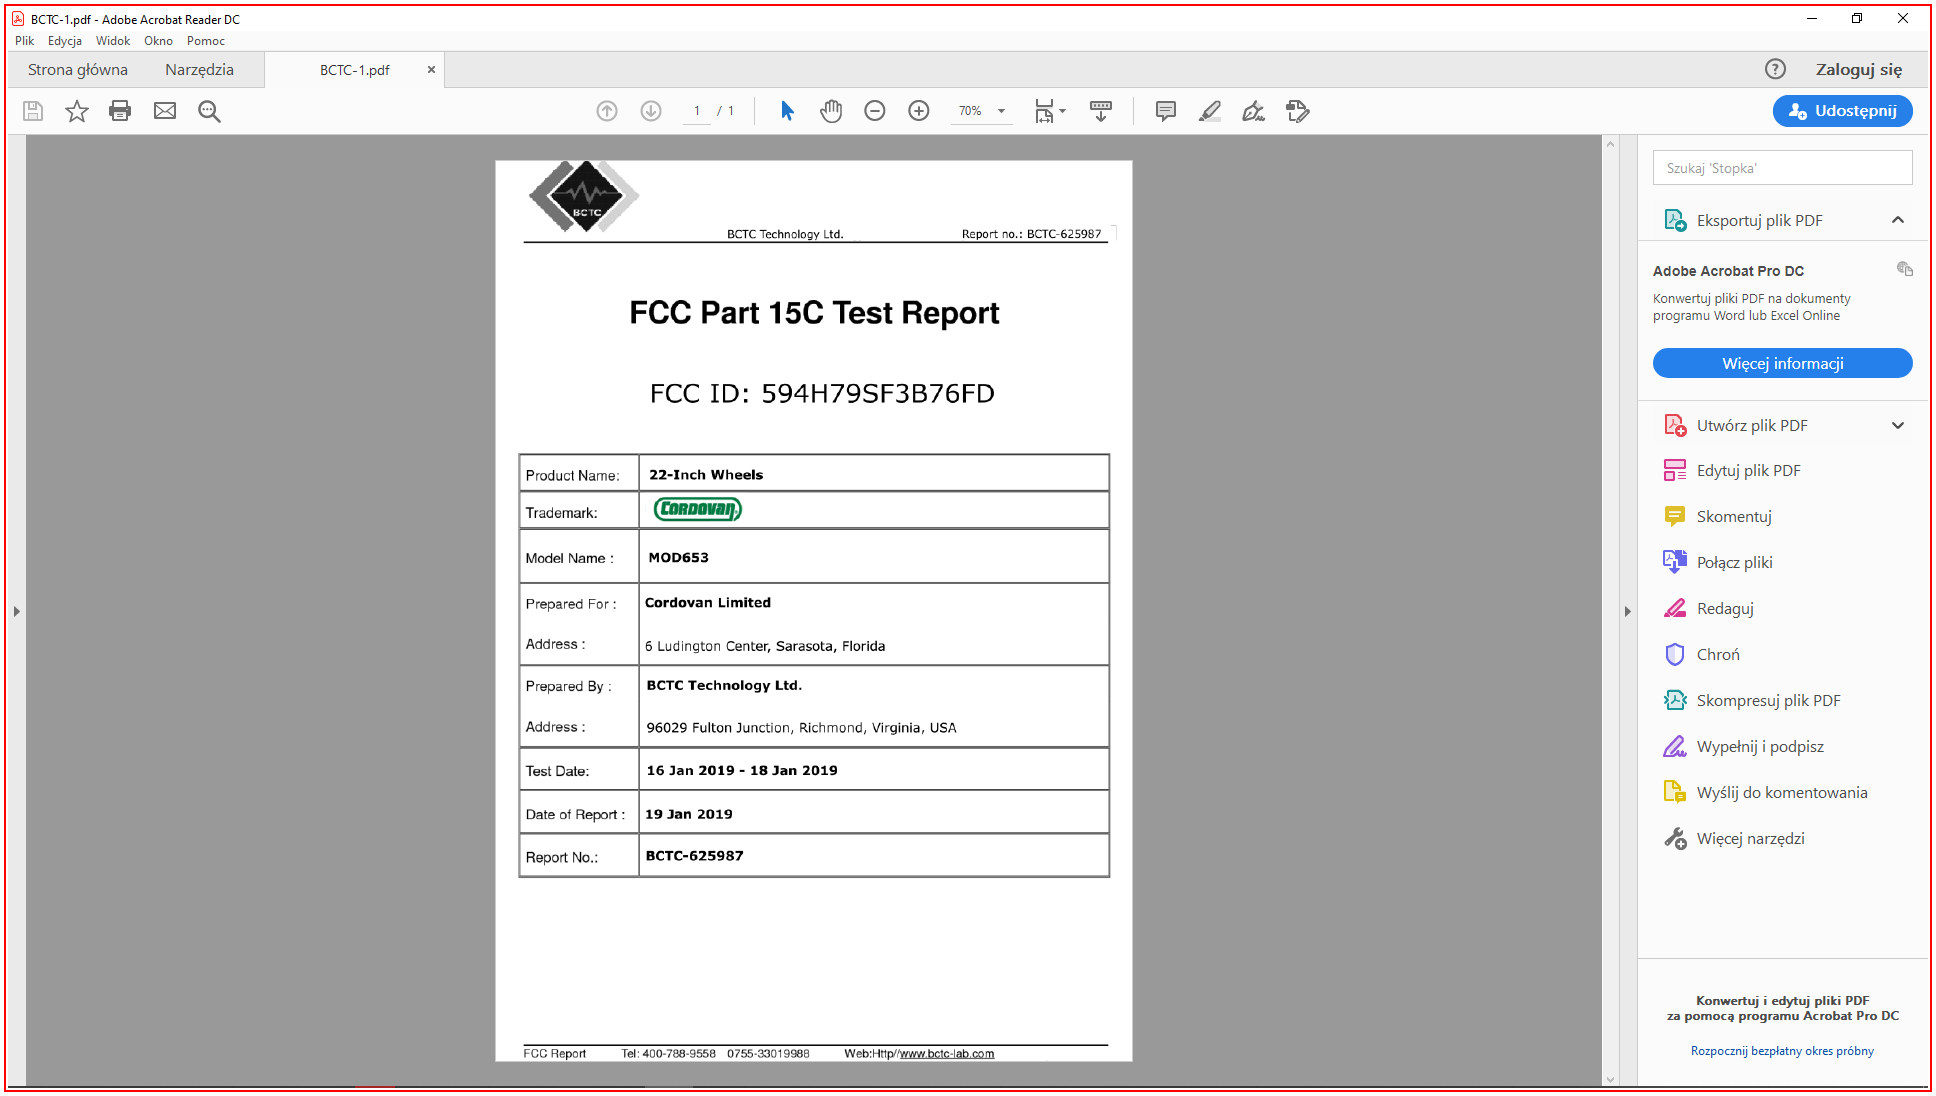 BCTC-1.pdf - Adobe Acrobat Reader DC
Plik Edycja Widok Okno Pomoc
Strona główna Narzędzia BCTC-1.pdf Zaloguj się
1 / 1 70% Udostępnij
BCTC
BCTC Technology Ltd. Report no.: BCTC-625987
FCC Part 15C Test Report
FCC ID: 594H79SF3B76FD
Product Name: 22-Inch Wheels
Trademark: CORDOVAN
Model Name : MOD653
Prepared For : Cordovan Limited
Address : 6 Ludington Center, Sarasota, Florida
Prepared By : BCTC Technology Ltd.
Address : 96029 Fulton Junction, Richmond, Virginia, USA
Test Date: 16 Jan 2019 - 18 Jan 2019
Date of Report : 19 Jan 2019
Report No.: BCTC-625987
FCC Report Tel: 400-788-9558 0755-33019988 Web:Http//www.bctc-lab.com
Szukaj 'Stopka'
Eksportuj plik PDF
Adobe Acrobat Pro DC
Konwertuj pliki PDF na dokumenty
programu Word lub Excel Online
Więcej informacji
Utwórz plik PDF
Edytuj plik PDF
Skomentuj
Połącz pliki
Redaguj
Chroń
Skompresuj plik PDF
Wypełnij i podpisz
Wyślij do komentowania
Więcej narzędzi
Konwertuj i edytuj pliki PDF
za pomocą programu Acrobat Pro DC
Rozpocznij bezpłatny okres próbny